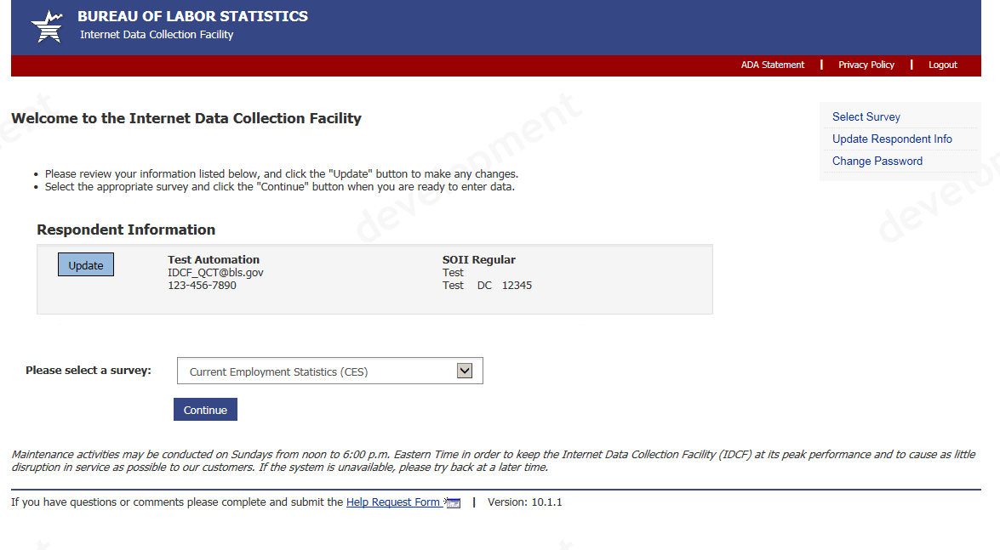 BUREAU OF LABOR STATISTICS
Internet Data Collection Facility
ADA Statement | Privacy Policy | Logout
Welcome to the Internet Data Collection Facility
Select Survey
Update Respondent Info
Change Password
• Please review your information listed below, and click the "Update" button to make any changes.
• Select the appropriate survey and click the "Continue" button when you are ready to enter data.
development
Respondent Information
Update
Test Automation
IDCF_QCT@bls.gov
123-456-7890
SOII Regular
Test
Test DC 12345
Please select a survey:
Current Employment Statistics (CES)
Continue
Maintenance activities may be conducted on Sundays from noon to 6:00 p.m. Eastern Time in order to keep the Internet Data Collection Facility (IDCF) at its peak performance and to cause as little
disruption in service as possible to our customers. If the system is unavailable, please try back at a later time.
If you have questions or comments please complete and submit the Help Request Form | Version: 10.1.1